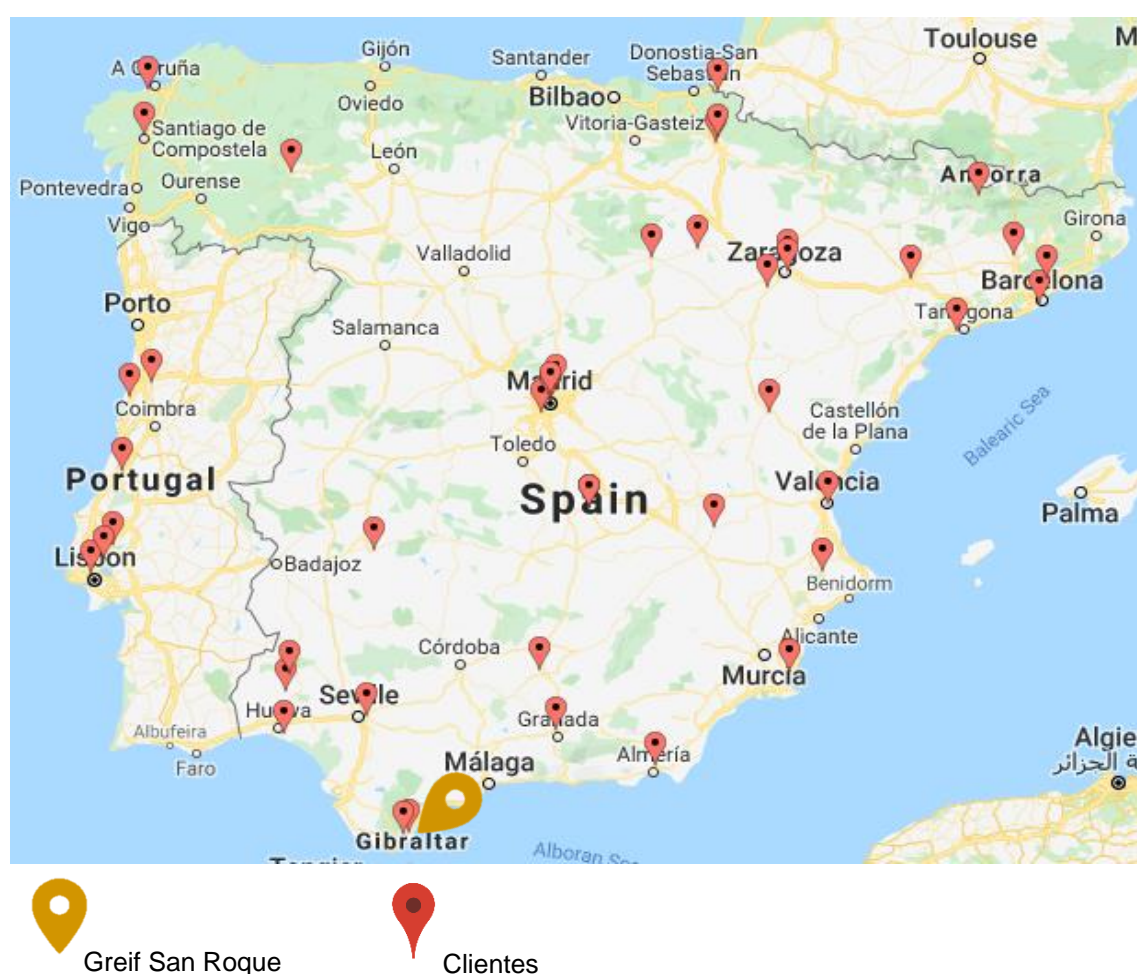 Toulouse
M
Gijón
Santander
Donostia-San
Sebastián
A Coruña
Oviedo
Bilbao
Vitoria-Gasteiz
Santiago de
Compostela
León
Andorra
Pontevedra
Ourense
Vigo
Girona
Valladolid
Zaragoza
Barcelona
Porto
Tarragona
Salamanca
Madrid
Coimbra
Castellón
de la Plana
Balearic Sea
Toledo
Portugal
Spain
Valencia
Palma
Lisbon
Badajoz
Benidorm
Alicante
Córdoba
Murcia
Seville
Huelva
Granada
Albufeira
Faro
Málaga
Almería
Algie
ة الجزائر
Gibraltar
Alboran Sea
Tangier
Greif San Roque
Clientes